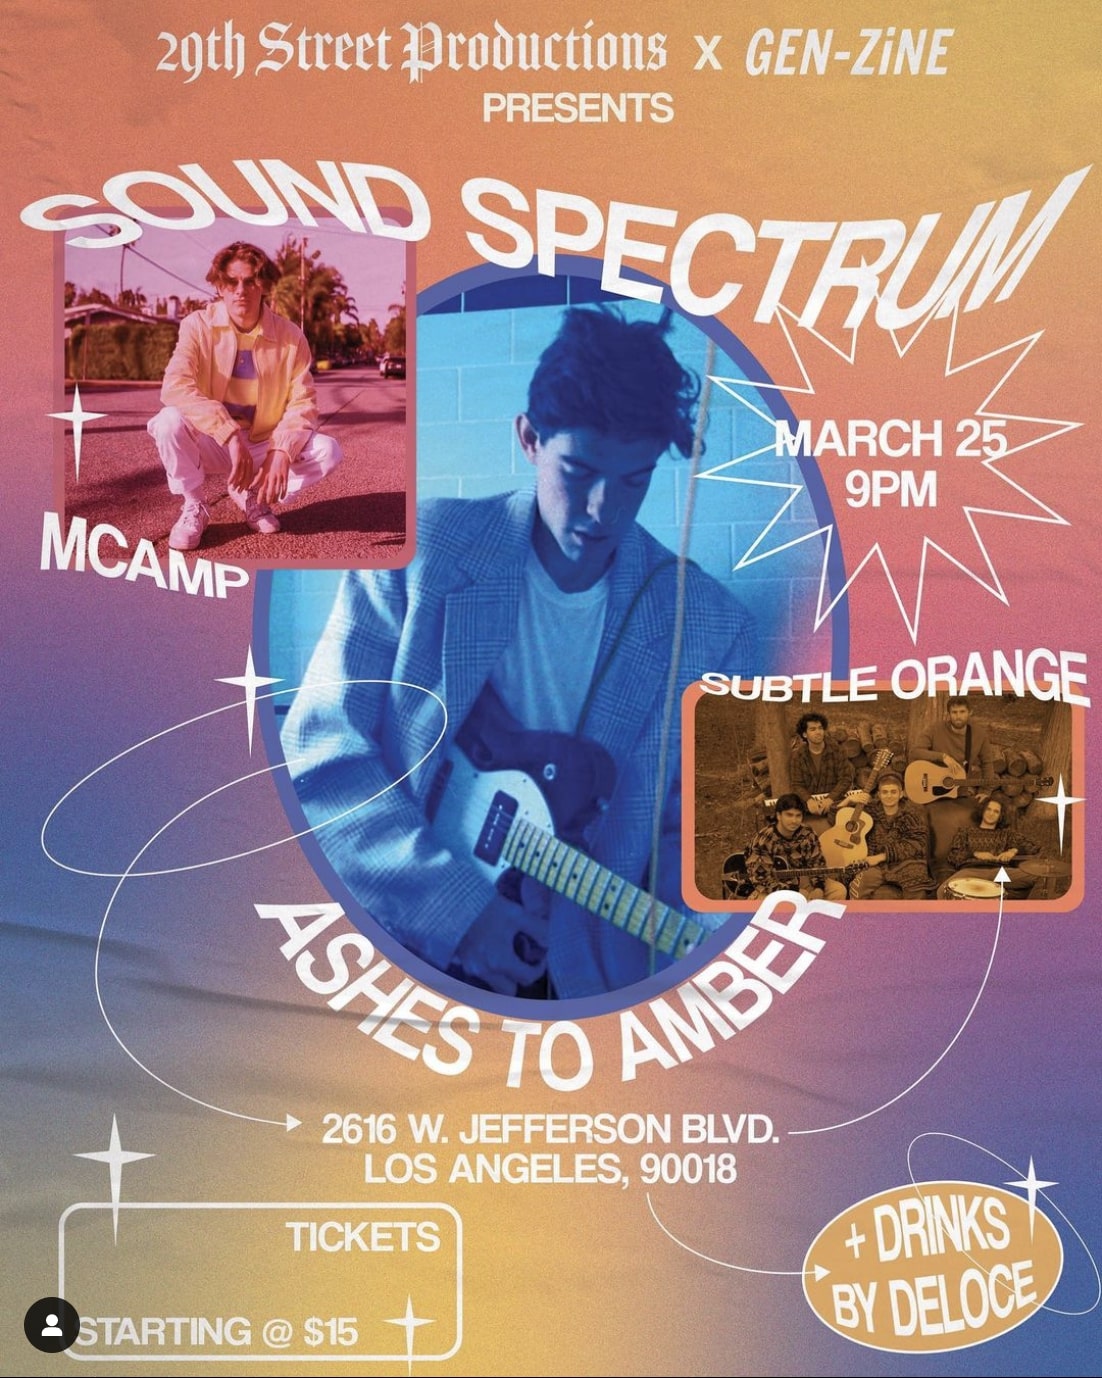 29th Street Productions X GEN-ZiNE
PRESENTS
SOUND SPECTRUM
MARCH 25
9PM
MCAMP
SUBTLE ORANGE
ASHES TO AMBER
2616 W. JEFFERSON BLVD.
LOS ANGELES, 90018
TICKETS
STARTING @ $15
+ DRINKS
BY DELOCE